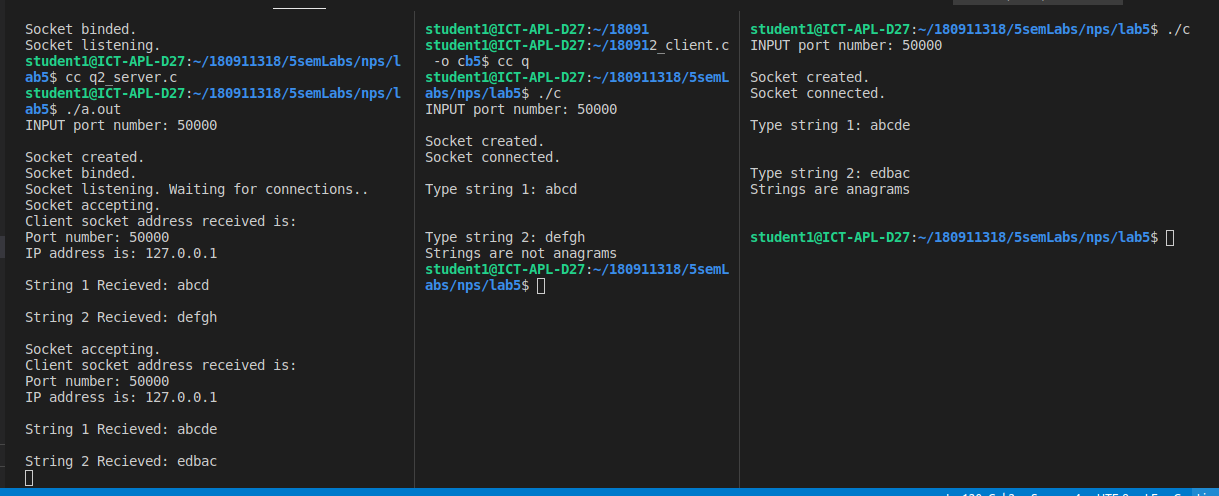 Socket binded.
Socket listening.
student1@ICT-APL-D27:~/180911318/5semLabs/nps/l
ab5$ cc q2_server.c
student1@ICT-APL-D27:~/180911318/5semLabs/nps/l
ab5$ ./a.out
INPUT port number: 50000
Socket created.
Socket binded.
Socket listening. Waiting for connections..
Socket accepting.
Client socket address received is:
Port number: 50000
IP address is: 127.0.0.1
String 1 Recieved: abcd
String 2 Recieved: defgh
Socket accepting.
Client socket address received is:
Port number: 50000
IP address is: 127.0.0.1
String 1 Recieved: abcde
String 2 Recieved: edbac
student1@ICT-APL-D27:~/18091
student1@ICT-APL-D27:~/180912_client.c
-o cb5$ cc q
student1@ICT-APL-D27:~/180911318/5semL
abs/nps/lab5$ ./c
INPUT port number: 50000
Socket created.
Socket connected.
Type string 1: abcd
Type string 2: defgh
Strings are not anagrams
student1@ICT-APL-D27:~/180911318/5semL
abs/nps/lab5$
student1@ICT-APL-D27:~/180911318/5semLabs/nps/lab5$ ./c
INPUT port number: 50000
Socket created.
Socket connected.
Type string 1: abcde
Type string 2: edbac
Strings are anagrams
student1@ICT-APL-D27:~/180911318/5semLabs/nps/lab5$